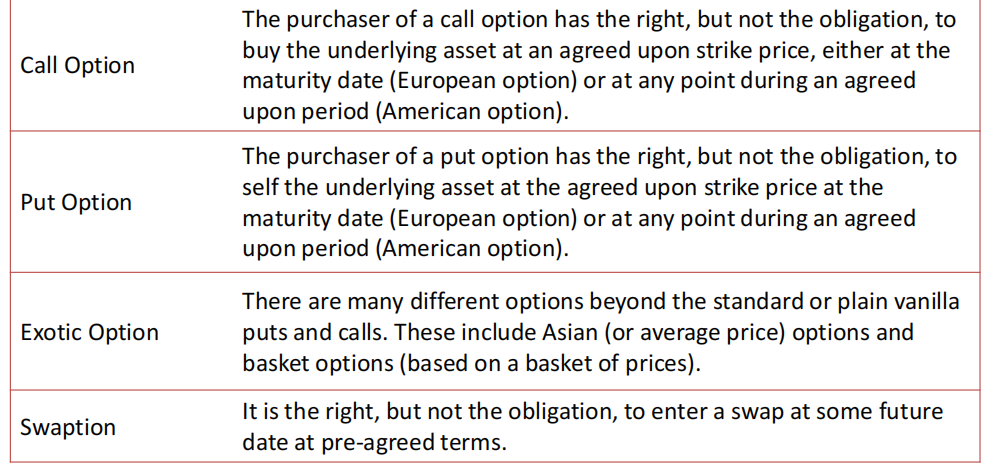 Call Option
The purchaser of a call option has the right, but not the obligation, to
buy the underlying asset at an agreed upon strike price, either at the
maturity date (European option) or at any point during an agreed
upon period (American option).
Put Option
The purchaser of a put option has the right, but not the obligation, to
self the underlying asset at the agreed upon strike price at the
maturity date (European option) or at any point during an agreed
upon period (American option).
Exotic Option
There are many different options beyond the standard or plain vanilla
puts and calls. These include Asian (or average price) options and
basket options (based on a basket of prices).
Swaption
It is the right, but not the obligation, to enter a swap at some future
date at pre-agreed terms.